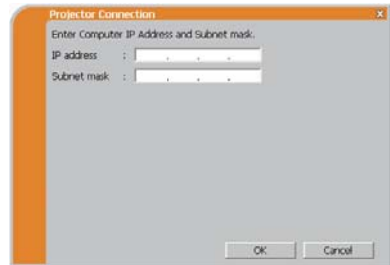 Projector Connection
Enter Computer IP Address and Subnet mask.
IP address : . . .
Subnet mask : . . .
OK Cancel